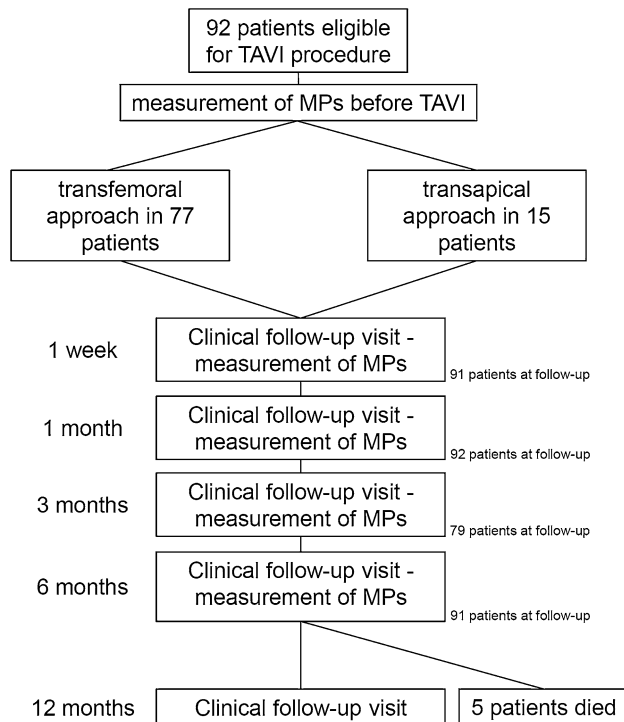 92 patients eligible
for TAVI procedure
measurement of MPs before TAVI
transfemoral
approach in 77
patients
transapical
approach in 15
patients
1 week
Clinical follow-up visit -
measurement of MPs
91 patients at follow-up
1 month
Clinical follow-up visit -
measurement of MPs
92 patients at follow-up
3 months
Clinical follow-up visit -
measurement of MPs
79 patients at follow-up
6 months
Clinical follow-up visit -
measurement of MPs
91 patients at follow-up
12 months
Clinical follow-up visit
5 patients died